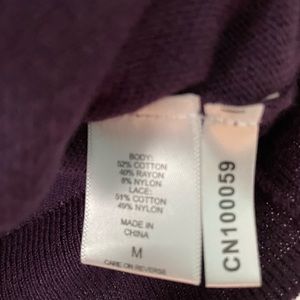 BODY:
52% COTTON
40% RAYON
8% NYLON
LACE:
51% COTTON
49% NYLON
MADE IN
CHINA
M
CARE ON REVERSE
CN100059